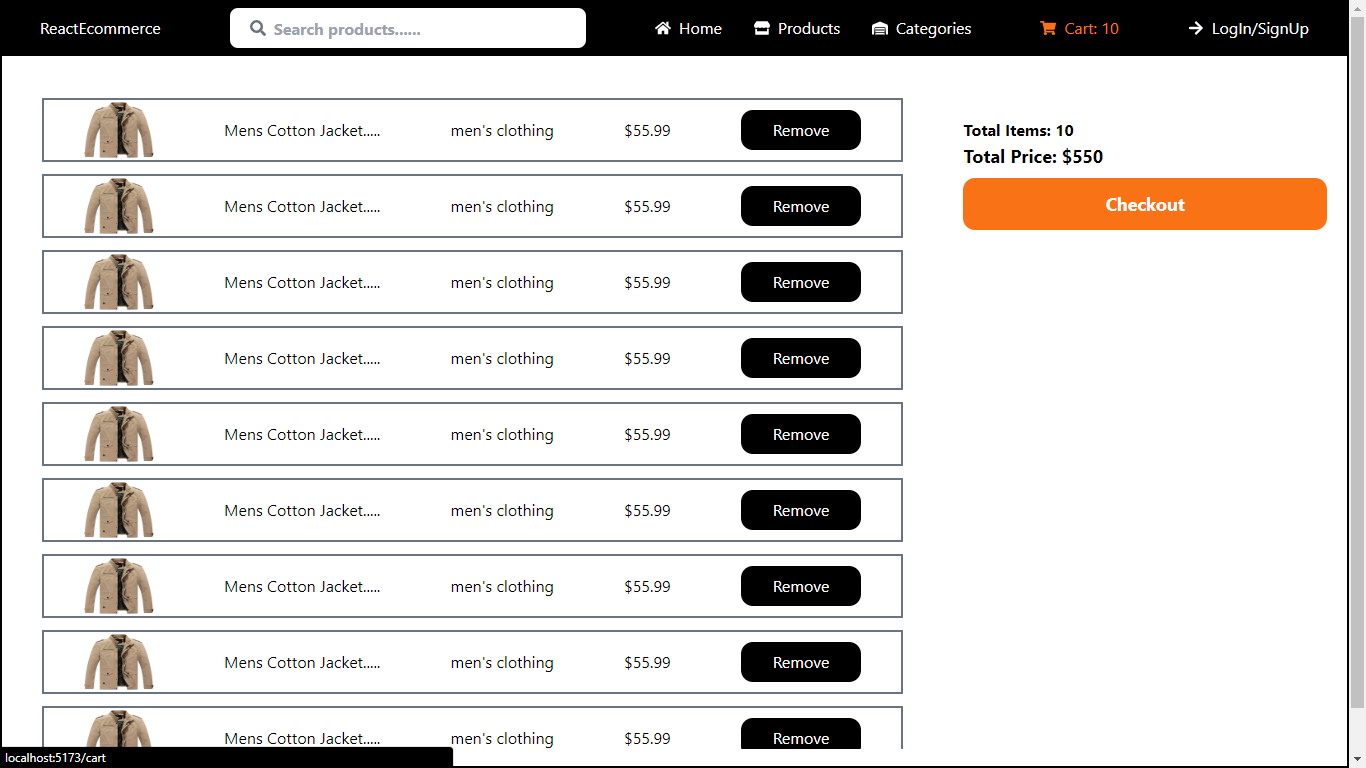 ReactEcommerce Search products...... Home Products Categories Cart: 10 LogIn/SignUp
Mens Cotton Jacket..... men's clothing $55.99 Remove
Mens Cotton Jacket..... men's clothing $55.99 Remove
Mens Cotton Jacket..... men's clothing $55.99 Remove
Mens Cotton Jacket..... men's clothing $55.99 Remove
Mens Cotton Jacket..... men's clothing $55.99 Remove
Mens Cotton Jacket..... men's clothing $55.99 Remove
Mens Cotton Jacket..... men's clothing $55.99 Remove
Mens Cotton Jacket..... men's clothing $55.99 Remove
Mens Cotton Jacket..... men's clothing $55.99 Remove
Total Items: 10
Total Price: $550
Checkout
localhost:5173/cart